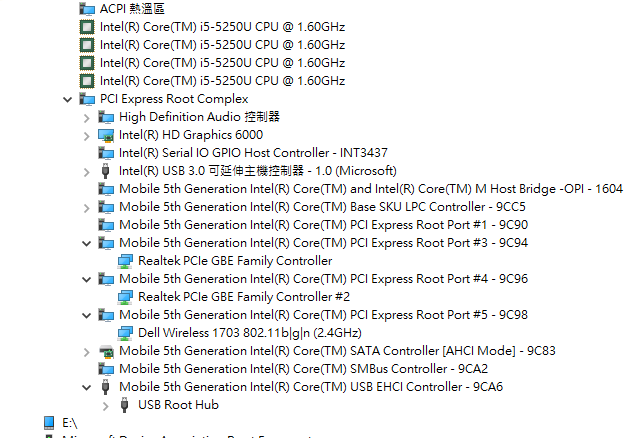 ACPI 熱溫區
Intel(R) Core(TM) i5-5250U CPU @ 1.60GHz
Intel(R) Core(TM) i5-5250U CPU @ 1.60GHz
Intel(R) Core(TM) i5-5250U CPU @ 1.60GHz
Intel(R) Core(TM) i5-5250U CPU @ 1.60GHz
PCI Express Root Complex
High Definition Audio 控制器
Intel(R) HD Graphics 6000
Intel(R) Serial IO GPIO Host Controller - INT3437
Intel(R) USB 3.0 可延伸主機控制器 - 1.0 (Microsoft)
Mobile 5th Generation Intel(R) Core(TM) and Intel(R) Core(TM) M Host Bridge -OPI - 1604
Mobile 5th Generation Intel(R) Core(TM) Base SKU LPC Controller - 9CC5
Mobile 5th Generation Intel(R) Core(TM) PCI Express Root Port #1 - 9C90
Mobile 5th Generation Intel(R) Core(TM) PCI Express Root Port #3 - 9C94
Realtek PCIe GBE Family Controller
Mobile 5th Generation Intel(R) Core(TM) PCI Express Root Port #4 - 9C96
Realtek PCIe GBE Family Controller #2
Mobile 5th Generation Intel(R) Core(TM) PCI Express Root Port #5 - 9C98
Dell Wireless 1703 802.11b|g|n (2.4GHz)
Mobile 5th Generation Intel(R) Core(TM) SATA Controller [AHCI Mode] - 9C83
Mobile 5th Generation Intel(R) Core(TM) SMBus Controller - 9CA2
Mobile 5th Generation Intel(R) Core(TM) USB EHCI Controller - 9CA6
USB Root Hub
E:\